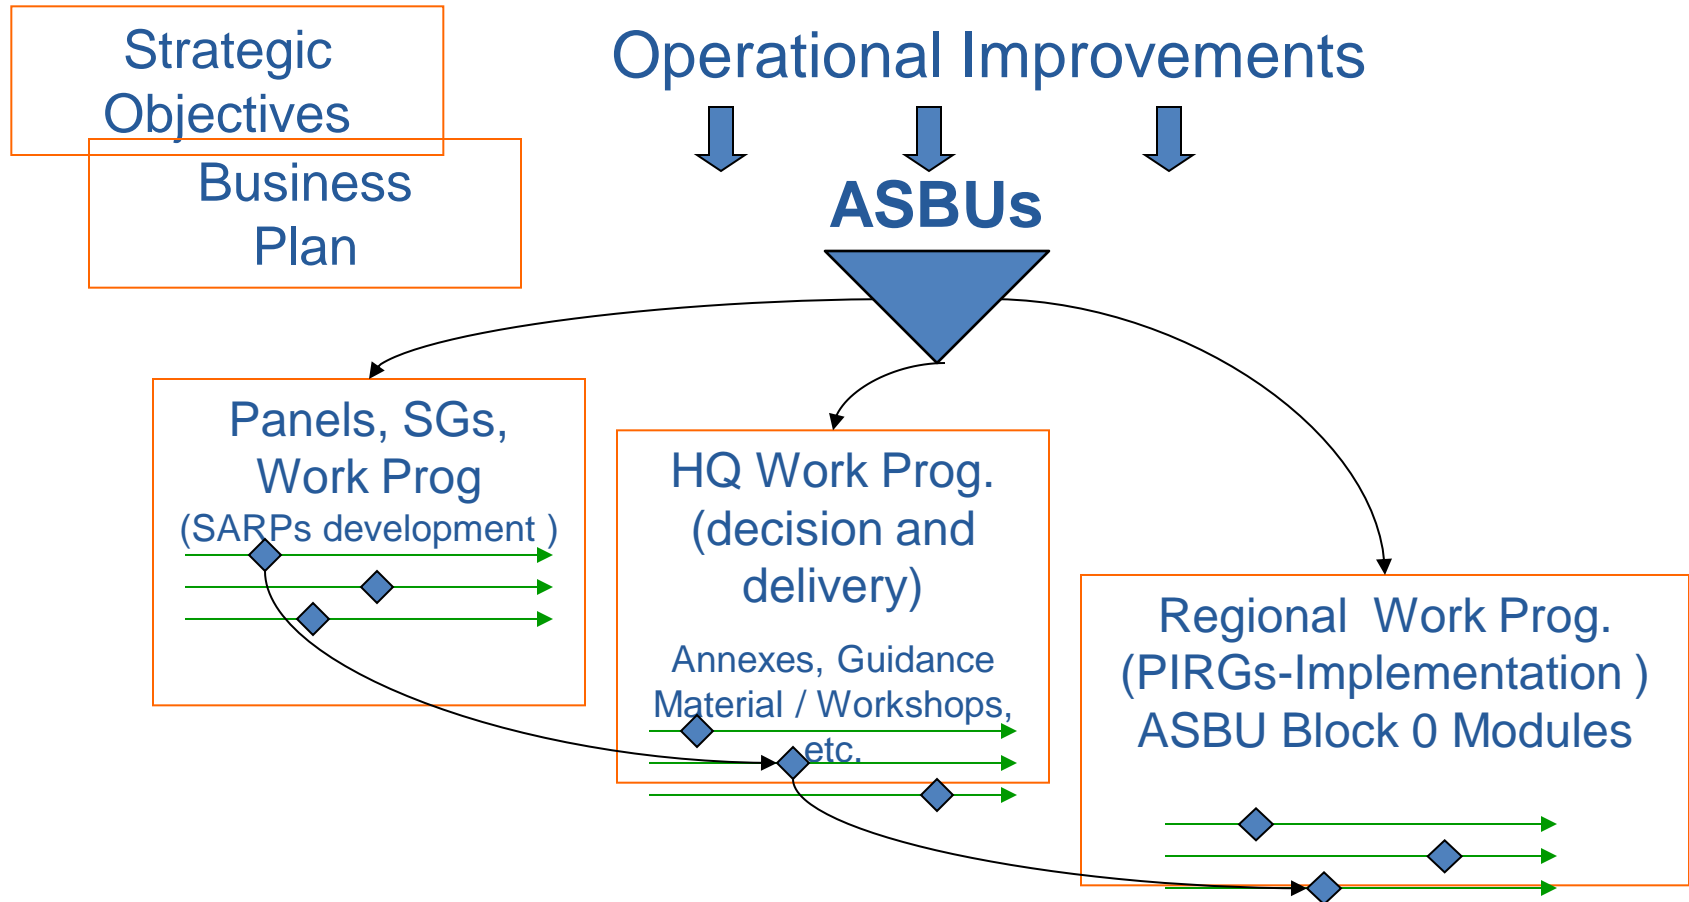 Strategic
Objectives
Business
Plan
Operational Improvements
ASBUs
Panels, SGs,
Work Prog
(SARPs development )
HQ Work Prog.
(decision and
delivery)
Annexes, Guidance
Material / Workshops,
etc.
Regional  Work Prog.
(PIRGs-Implementation )
ASBU Block 0 Modules